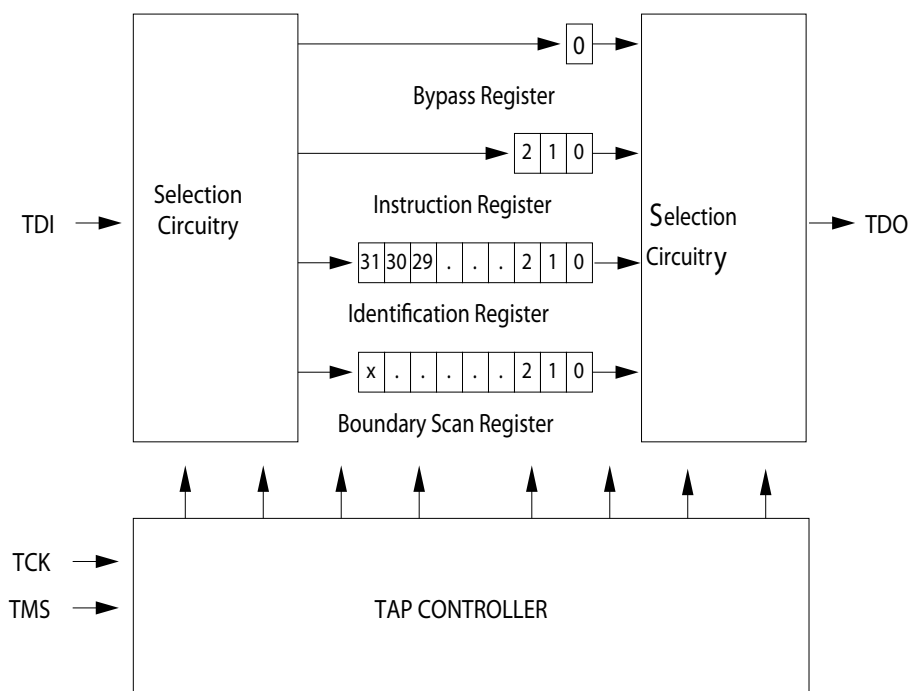 0
Bypass Register
2 1 0
Instruction Register
TDI
Selection
Circuitry
31 30 29 . . . 2 1 0
Identification Register
Selection
Circuitry
TDO
x . . . . . 2 1 0
Boundary Scan Register
TCK
TMS
TAP CONTROLLER